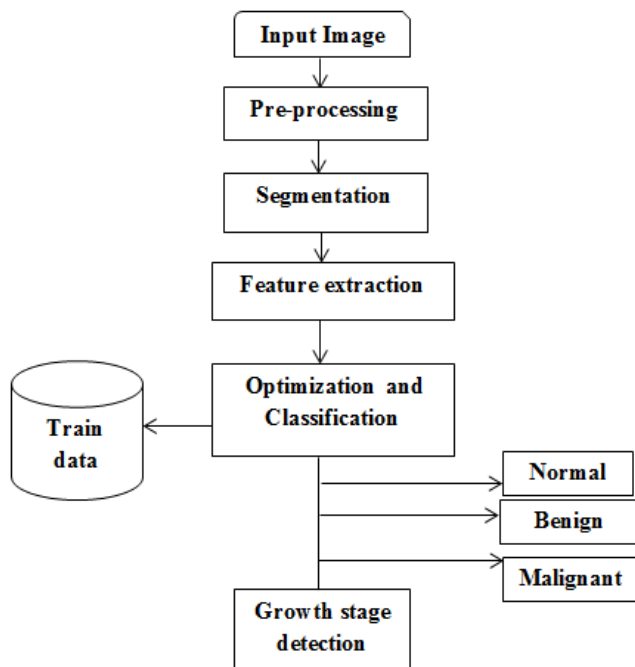 Input Image
Pre-processing
Segmentation
Feature extraction
Optimization and
Classification
Train
data
Normal
Benign
Malignant
Growth stage
detection